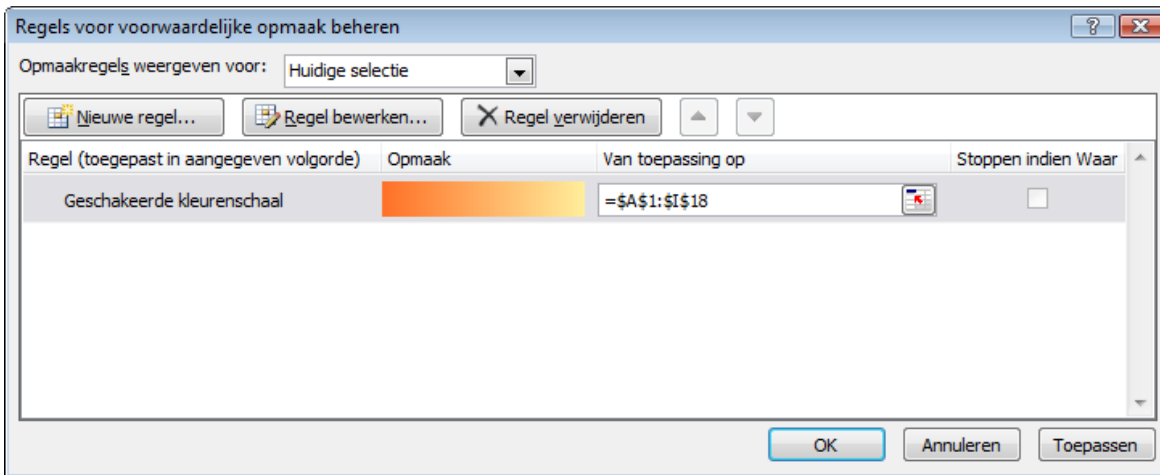 Regels voor voorwaardelijke opmaak beheren
Opmaakregels weergeven voor: Huidige selectie
Nieuwe regel... Regel bewerken... Regel verwijderen
Regel (toegepast in aangegeven volgorde) Opmaak Van toepassing op Stoppen indien Waar
Geschakeerde kleurenschaal =$A$1:$I$18
OK Annuleren Toepassen